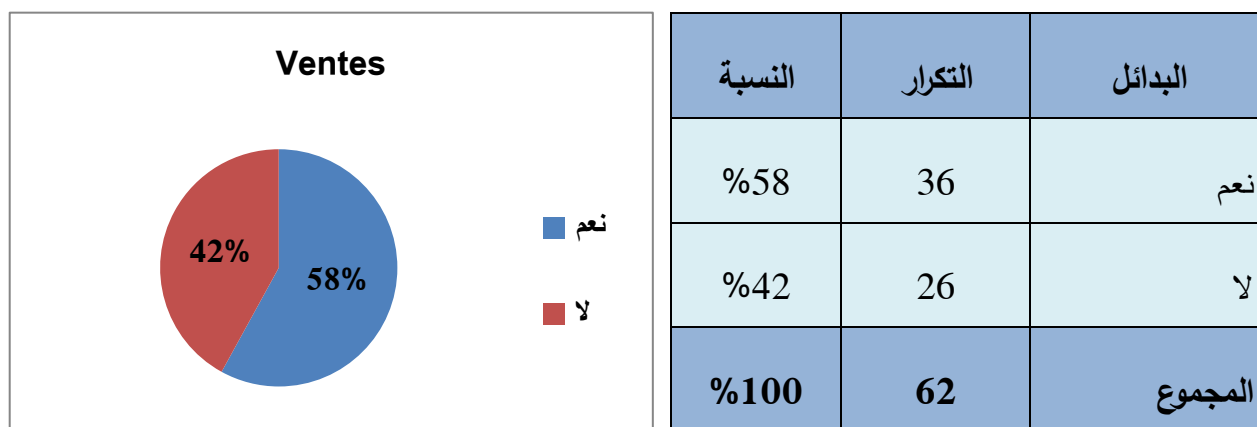 Ventes
42%
58%
نعم
لا
البدائل التكرار النسبة
نعم 36 %58
لا 26 %42
المجموع 62 %100